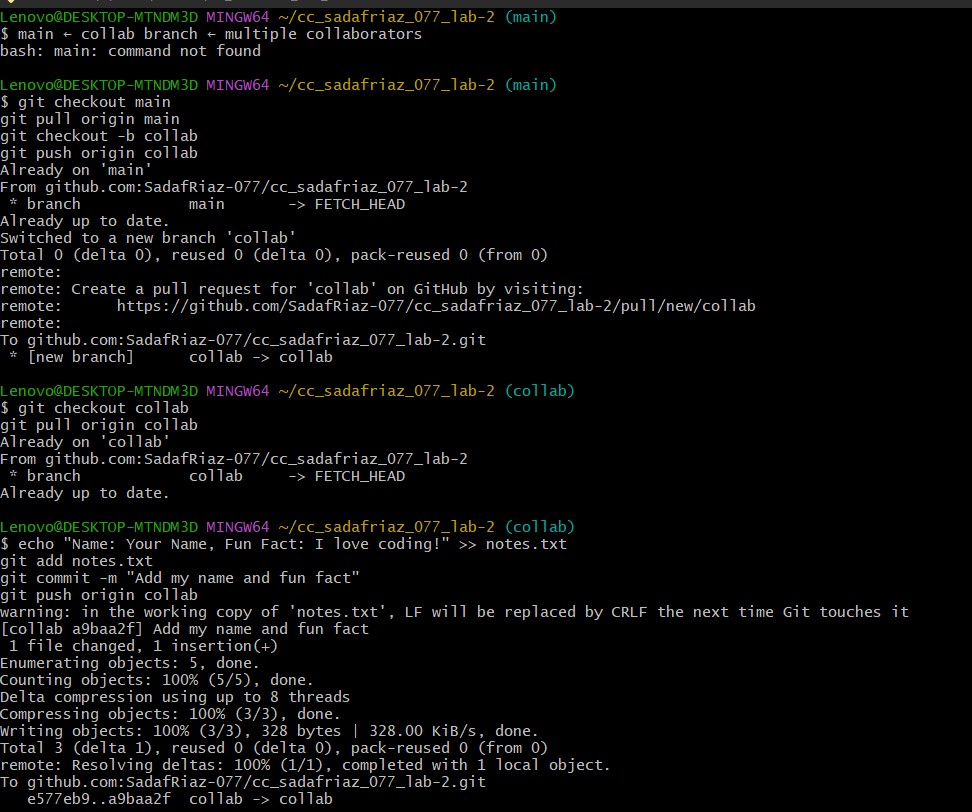 Lenovo@DESKTOP-MTNDM3D MINGW64 ~/cc_sadafriaz_077_lab-2 (main)
$ main ← collab branch ← multiple collaborators
bash: main: command not found
Lenovo@DESKTOP-MTNDM3D MINGW64 ~/cc_sadafriaz_077_lab-2 (main)
$ git checkout main
git pull origin main
git checkout -b collab
git push origin collab
Already on 'main'
From github.com:SadafRiaz-077/cc_sadafriaz_077_lab-2
 * branch            main       -> FETCH_HEAD
Already up to date.
Switched to a new branch 'collab'
Total 0 (delta 0), reused 0 (delta 0), pack-reused 0 (from 0)
remote:
remote: Create a pull request for 'collab' on GitHub by visiting:
remote:      https://github.com/SadafRiaz-077/cc_sadafriaz_077_lab-2/pull/new/collab
remote:
To github.com:SadafRiaz-077/cc_sadafriaz_077_lab-2.git
 * [new branch]      collab -> collab
Lenovo@DESKTOP-MTNDM3D MINGW64 ~/cc_sadafriaz_077_lab-2 (collab)
$ git checkout collab
git pull origin collab
Already on 'collab'
From github.com:SadafRiaz-077/cc_sadafriaz_077_lab-2
 * branch            collab     -> FETCH_HEAD
Already up to date.
Lenovo@DESKTOP-MTNDM3D MINGW64 ~/cc_sadafriaz_077_lab-2 (collab)
$ echo "Name: Your Name, Fun Fact: I love coding!" >> notes.txt
git add notes.txt
git commit -m "Add my name and fun fact"
git push origin collab
warning: in the working copy of 'notes.txt', LF will be replaced by CRLF the next time Git touches it
[collab a9baa2f] Add my name and fun fact
 1 file changed, 1 insertion(+)
Enumerating objects: 5, done.
Counting objects: 100% (5/5), done.
Delta compression using up to 8 threads
Compressing objects: 100% (3/3), done.
Writing objects: 100% (3/3), 328 bytes | 328.00 KiB/s, done.
Total 3 (delta 1), reused 0 (delta 0), pack-reused 0 (from 0)
remote: Resolving deltas: 100% (1/1), completed with 1 local object.
To github.com:SadafRiaz-077/cc_sadafriaz_077_lab-2.git
   e577eb9..a9baa2f  collab -> collab